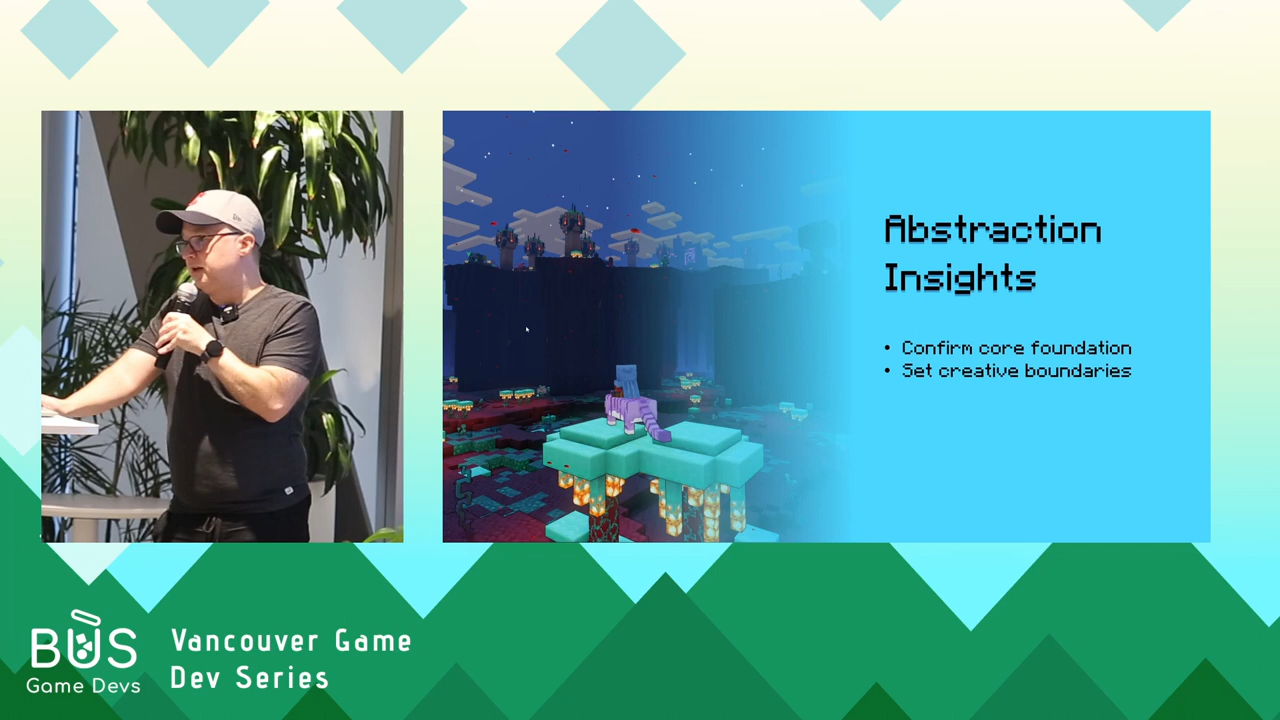 Abstraction
Insights
• Confirm core foundation
• Set creative boundaries
BUS
Game Devs
Vancouver Game
Dev Series